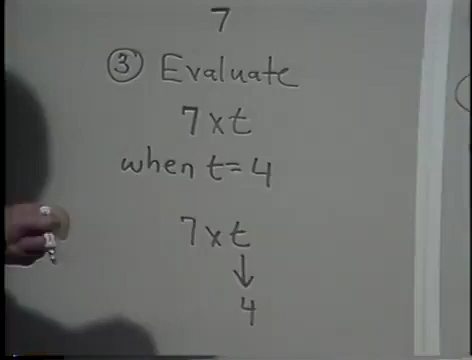 7
③ Evaluate
7 x t
when t = 4
7 x t
↓
4